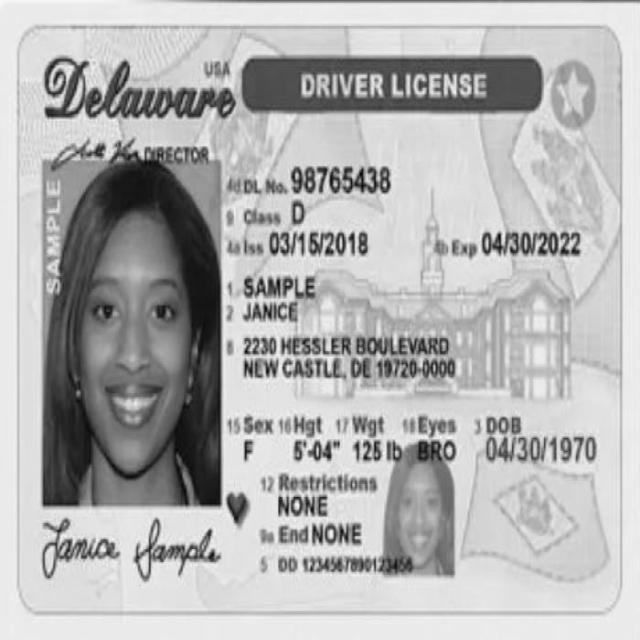 Delaware USA
DRIVER LICENSE
DIRECTOR
SAMPLE
4d DL No. 98765438
9 Class D
4a Iss 03/15/2018 4b Exp 04/30/2022
1 SAMPLE
2 JANICE
8 2230 HESSLER BOULEVARD
NEW CASTLE, DE 19720-0000
15 Sex 16 Hgt 17 Wgt 18 Eyes 3 DOB
F 5'-04" 125 lb BRO 04/30/1970
12 Restrictions
NONE
9a End NONE
5 DD 1234567890123456
Janice Sample